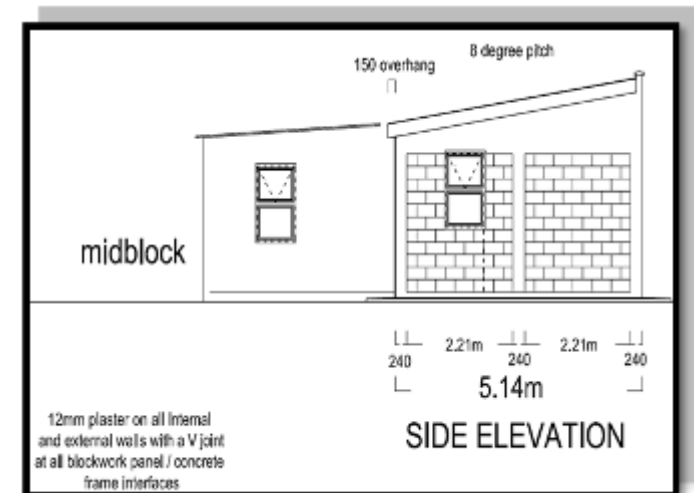 8 degree pitch
150 overhang
midblock
2.21m 2.21m
240 240 240
5.14m
SIDE ELEVATION
12mm plaster on all Internal
and external walls with a V joint
at all blockwork panel / concrete
frame interfaces